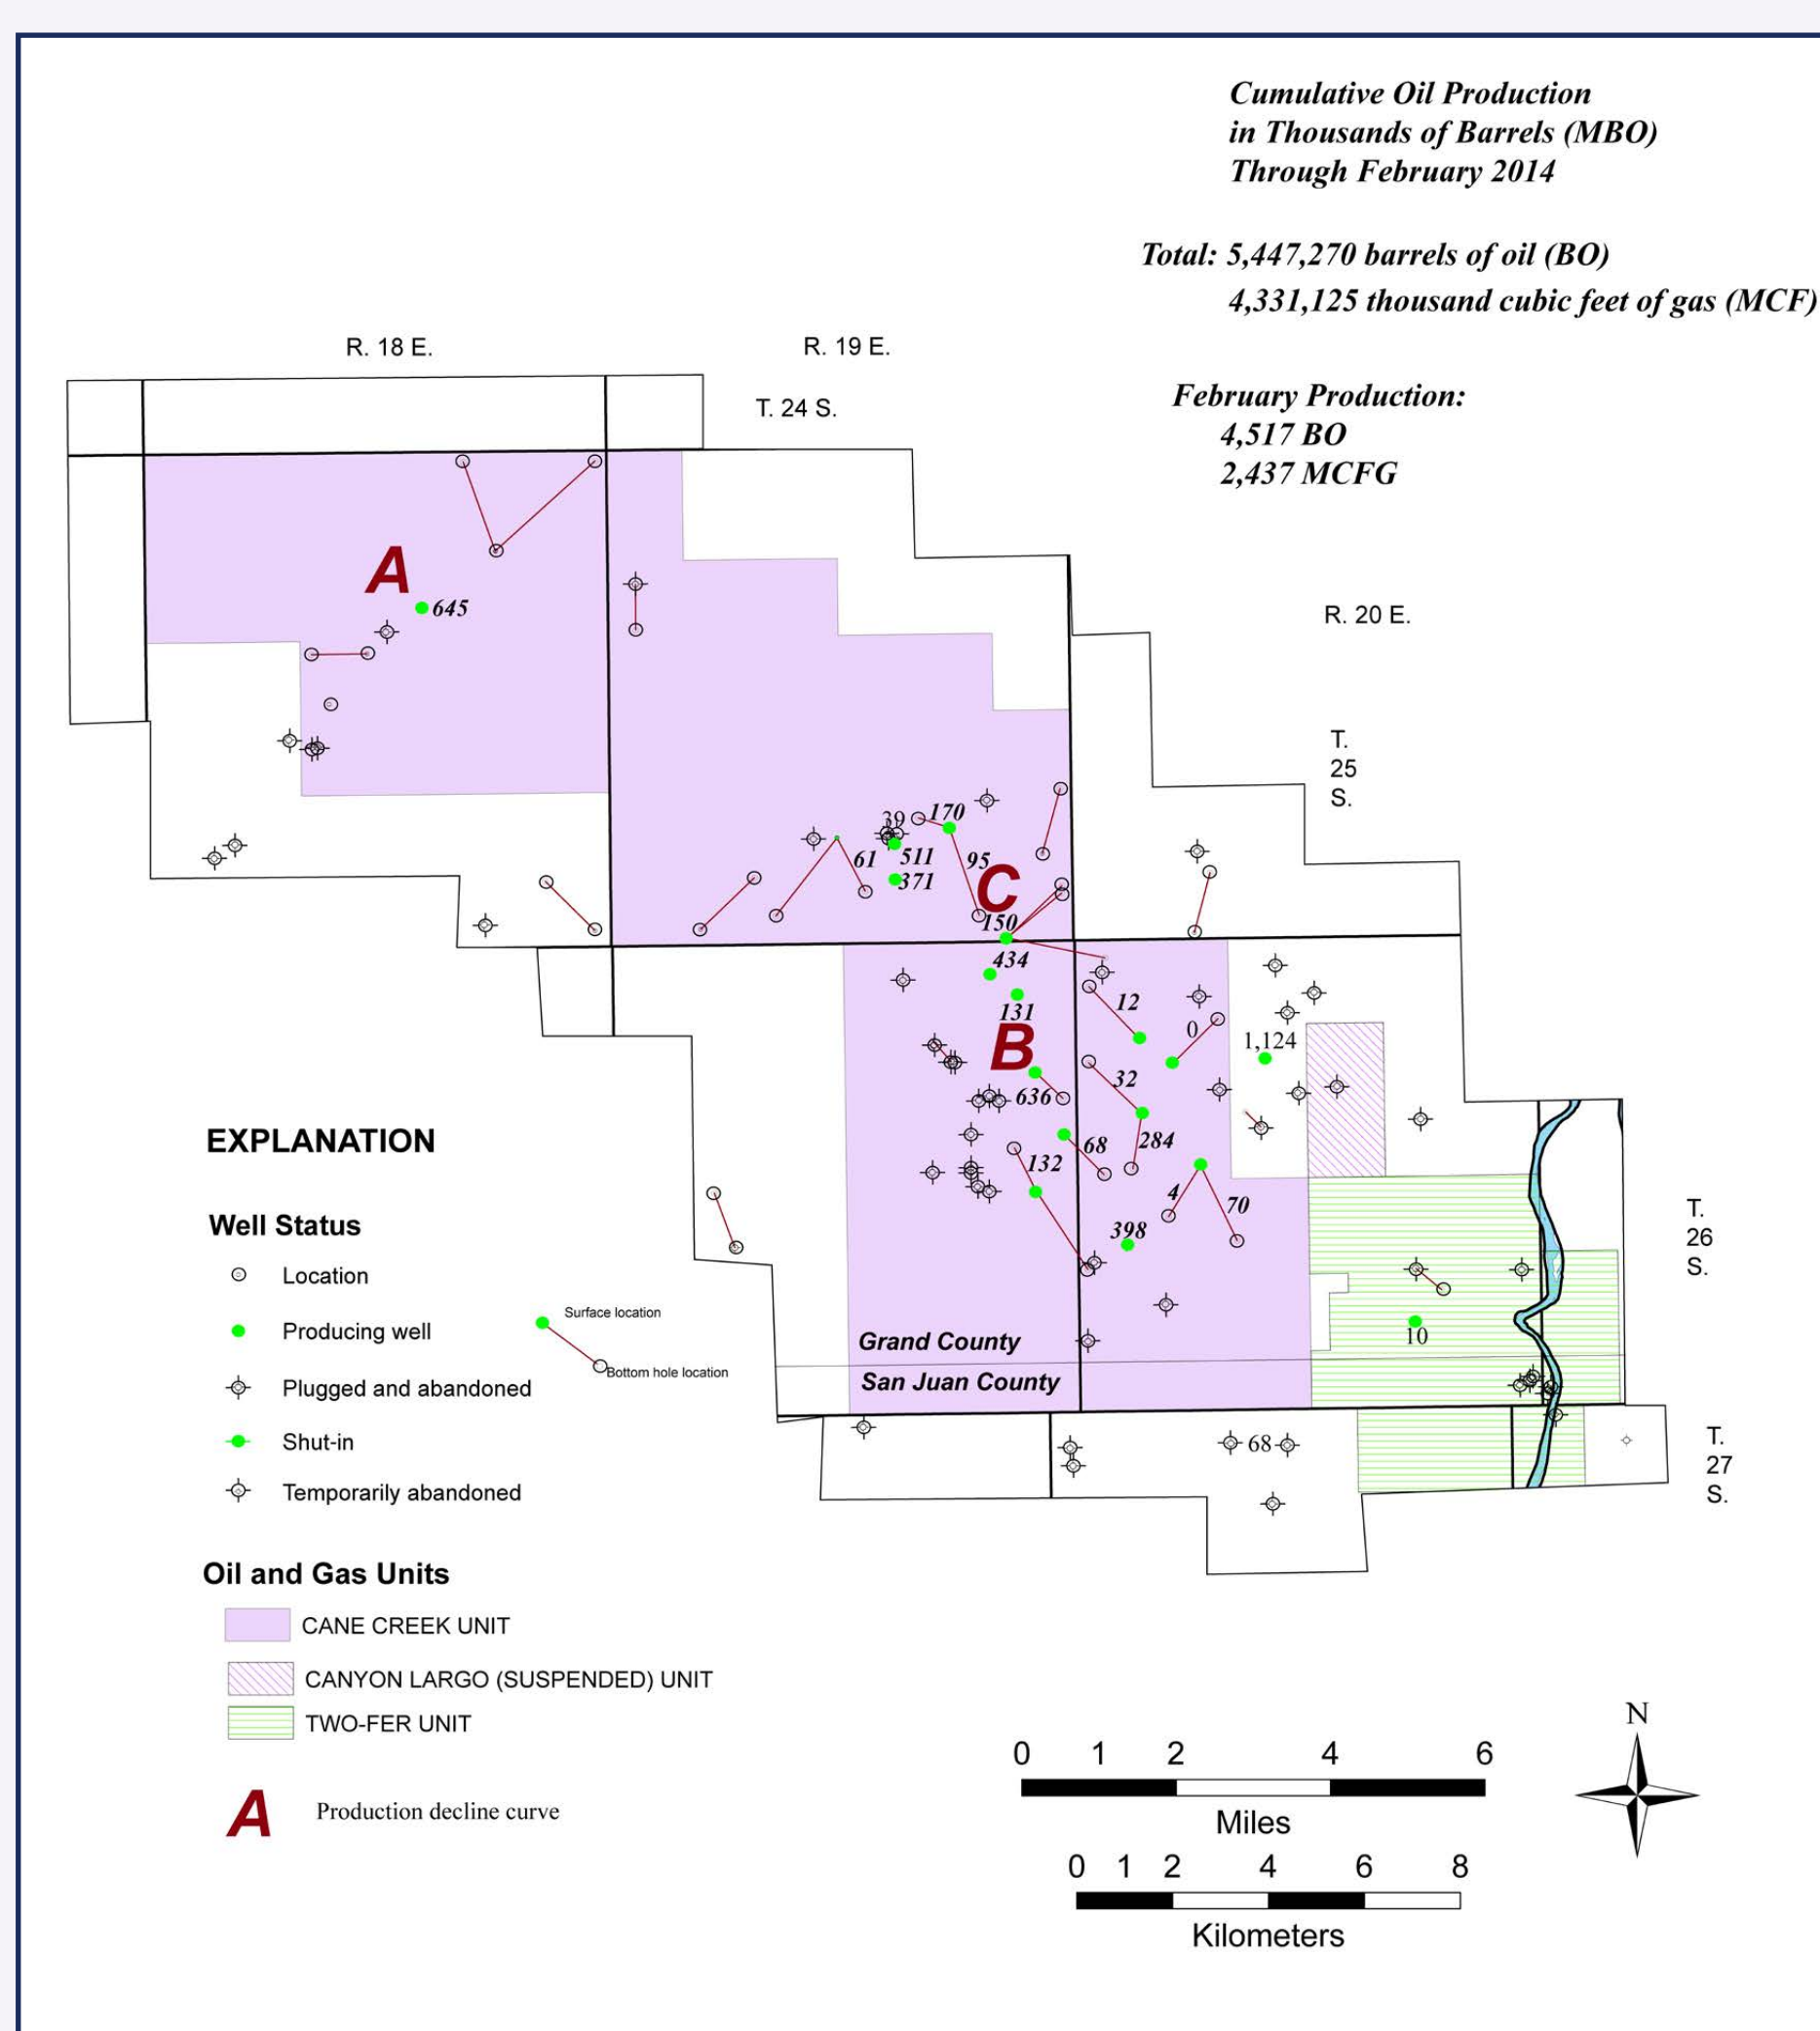 Cumulative Oil Production
in Thousands of Barrels (MBO)
Through February 2014
Total: 5,447,270 barrels of oil (BO)
4,331,125 thousand cubic feet of gas (MCF)
February Production:
4,517 BO
2,437 MCFG
R. 18 E.
R. 19 E.
T. 24 S.
R. 20 E.
A
645
T.
25
S.
39
170
61
511
95
371
C
150
434
131
12
0
1,124
B
32
636
68
284
132
4
70
398
T.
26
S.
10
Grand County
San Juan County
68
T.
27
S.
EXPLANATION
Well Status
Location
Producing well
Plugged and abandoned
Shut-in
Temporarily abandoned
Surface location
Bottom hole location
Oil and Gas Units
CANE CREEK UNIT
CANYON LARGO (SUSPENDED) UNIT
TWO-FER UNIT
A Production decline curve
0 1 2 4 6
Miles
0 1 2 4 6 8
Kilometers
N